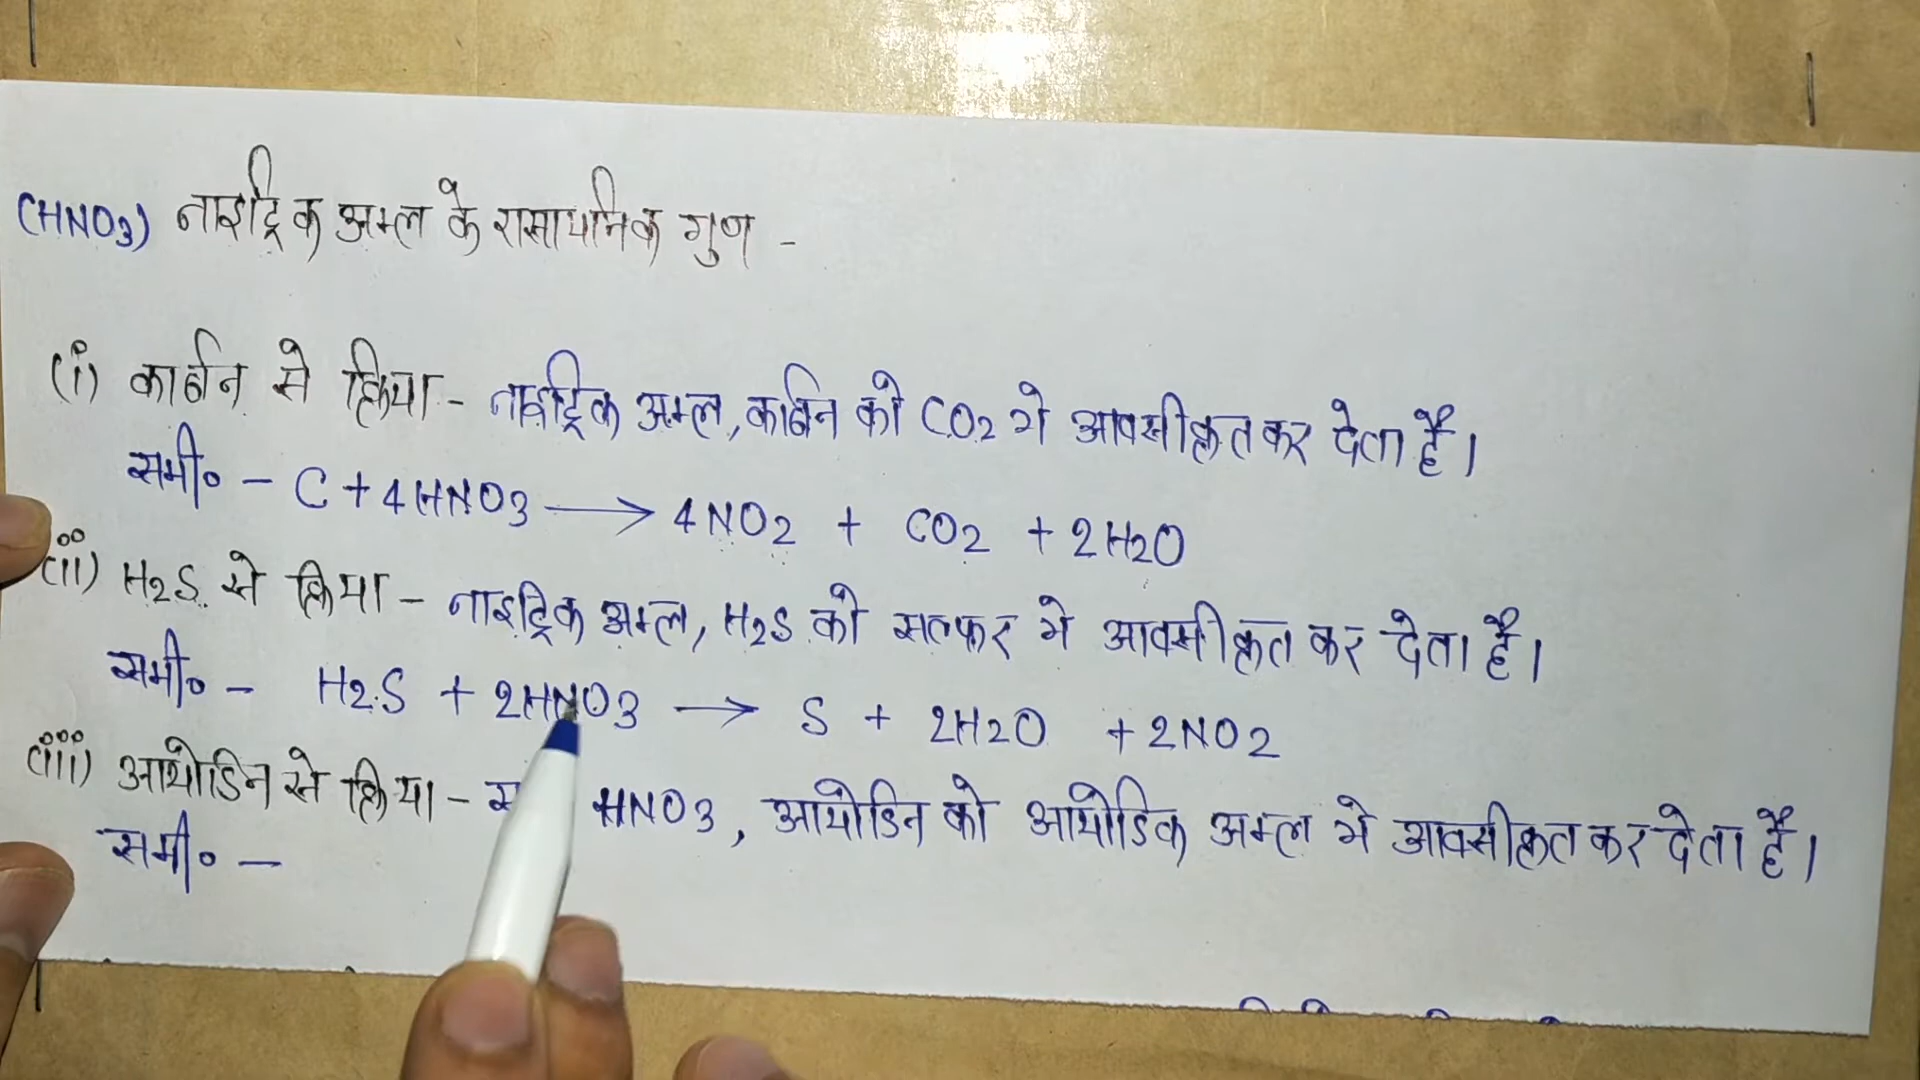 (HNO3) नाइट्रिक अम्ल के रासायनिक गुण -
(i) कार्बन से क्रिया - नाइट्रिक अम्ल, कार्बन को CO2 मे आक्सीकृत कर देता है।
समी० - C + 4HNO3 ⟶ 4NO2 + CO2 + 2H2O
(ii) H2S से क्रिया - नाइट्रिक अम्ल, H2S को सल्फर मे आक्सीकृत कर देता है।
समी० - H2S + 2HNO3 → S + 2H2O + 2NO2
(iii) आयोडिन से क्रिया - HNO3, आयोडिन को आयोडिक अम्ल मे आक्सीकृत कर देता है।
समी० -